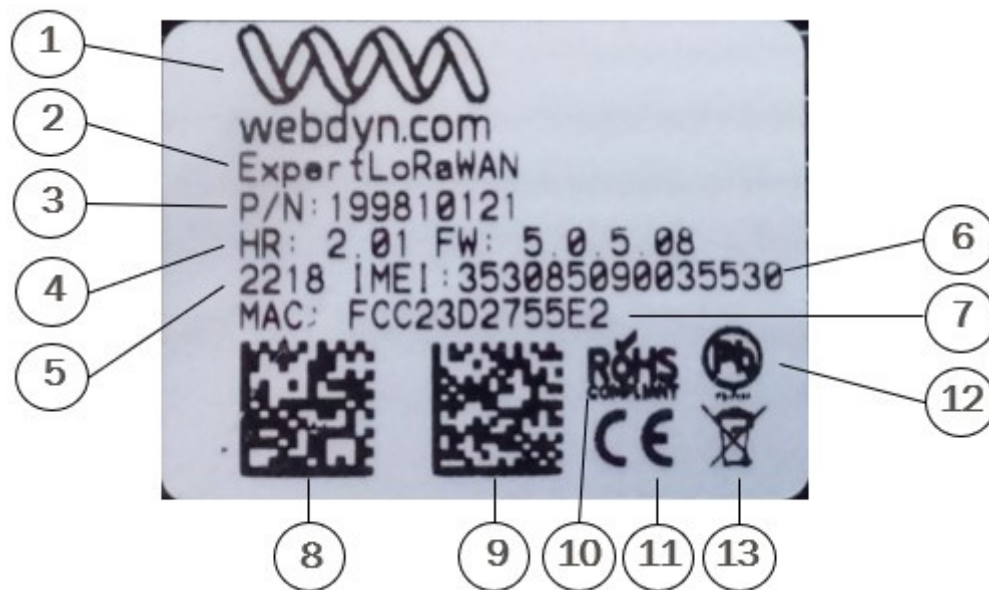 1
2
3
4
5
6
7
8
9
10
11
12
13
webdyn.com
ExpertLoRaWAN
P/N: 199810121
HR: 2.01 FW: 5.0.5.08
2218 IMEI:353085090035530
MAC: FCC23D2755E2
ROHS
COMPLIANT
Pb
CE